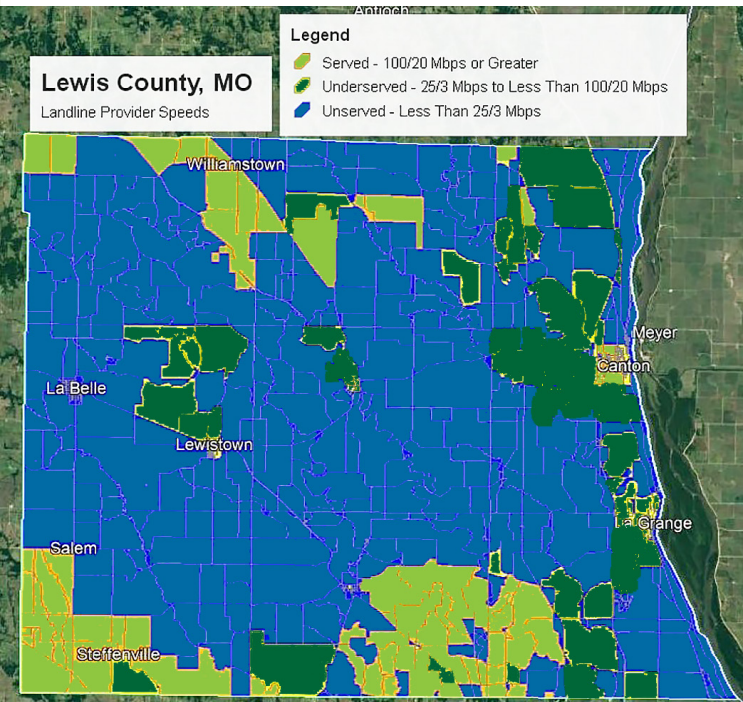 Antioch
Legend
Served - 100/20 Mbps or Greater
Underserved - 25/3 Mbps to Less Than 100/20 Mbps
Unserved - Less Than 25/3 Mbps
Lewis County, MO
Landline Provider Speeds
Williamstown
Meyer
Canton
La Belle
Lewistown
La Grange
Salem
Steffenville